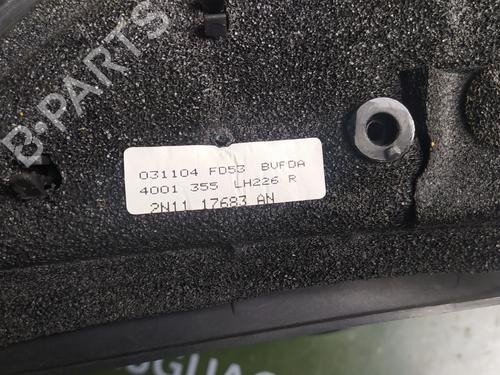 B-PARTS
031104 FD53 BVFDA
4001 355 LH226 R
2N11 17683 AN